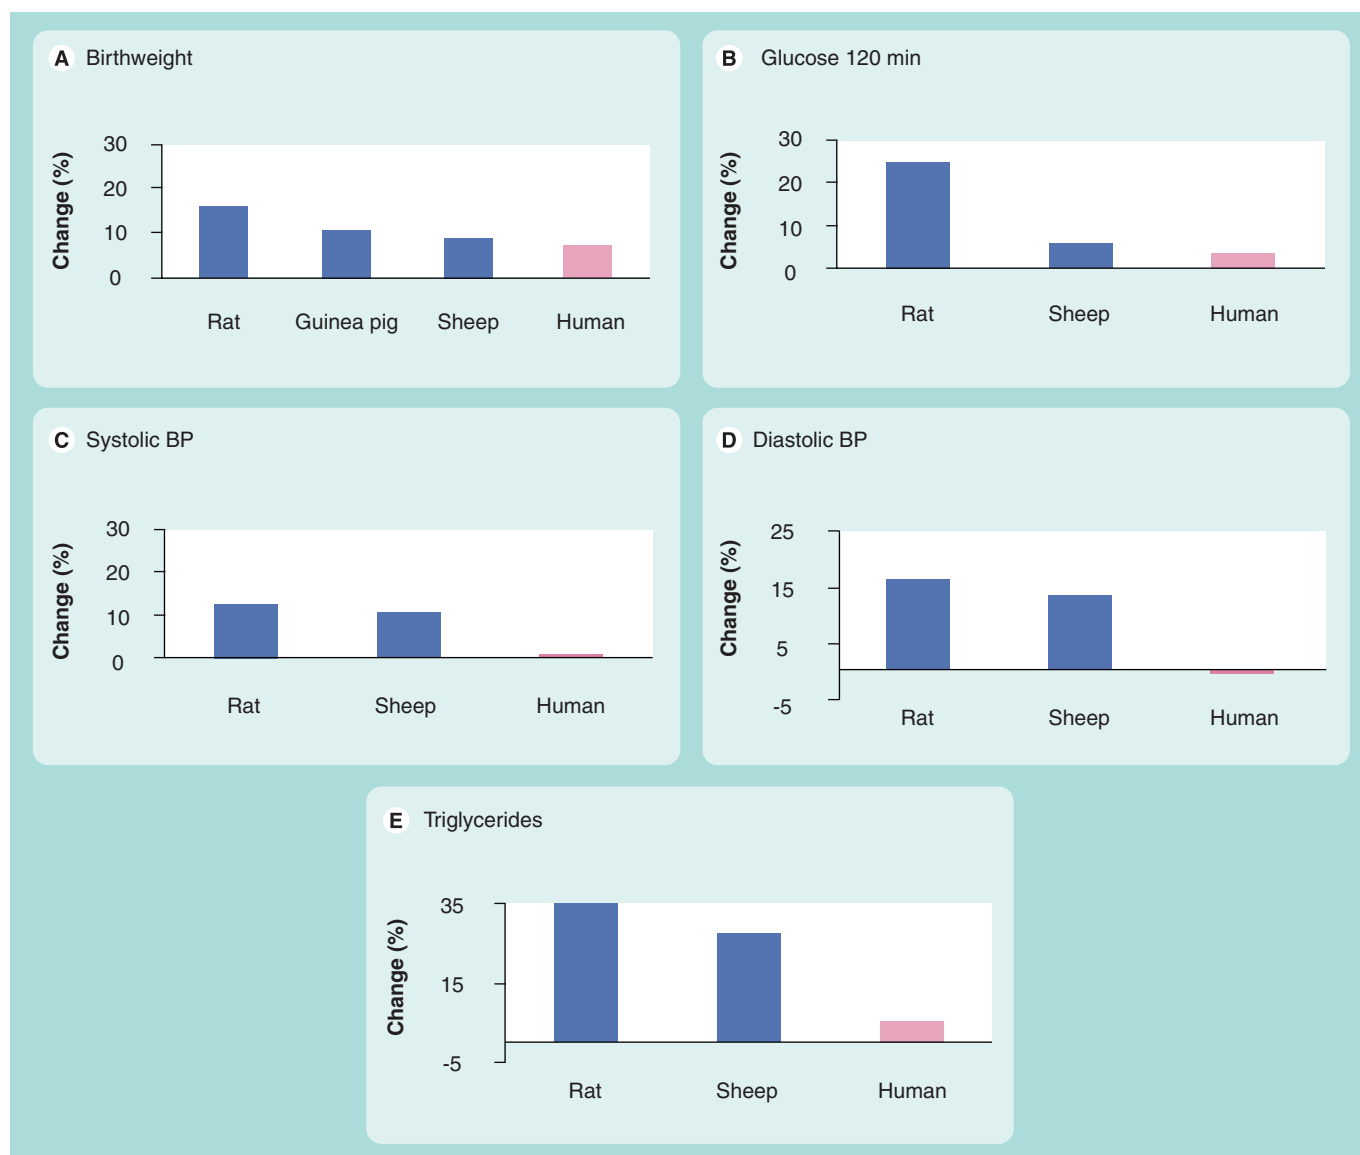 A Birthweight
Change (%)
30
20
10
0
Rat Guinea pig Sheep Human
B Glucose 120 min
Change (%)
30
20
10
0
Rat Sheep Human
C Systolic BP
Change (%)
30
20
10
0
Rat Sheep Human
D Diastolic BP
Change (%)
25
15
5
-5
Rat Sheep Human
E Triglycerides
Change (%)
35
15
-5
Rat Sheep Human